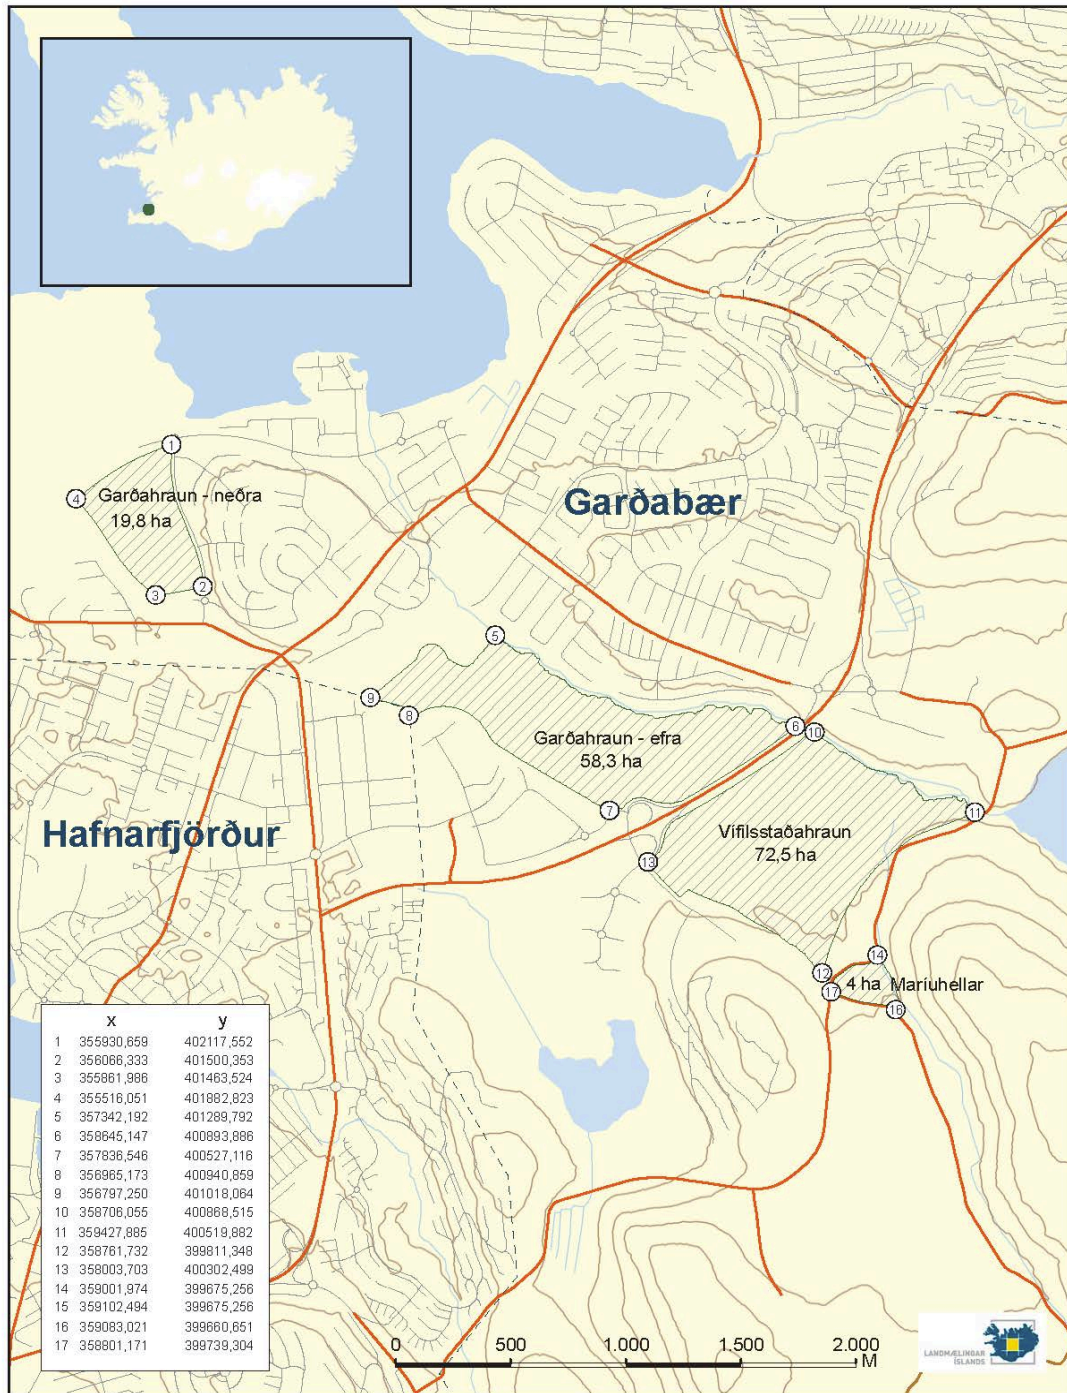 1
4
Garðahraun - neðra
19,8 ha
2
3
Garðabær
5
9
8
6
10
Garðahraun - efra
58,3 ha
7
11
Hafnarfjörður
Vífilsstaðahraun
72,5 ha
13
12
14
17
4 ha Maríuhellar
16
x y
1 355930,659 402117,552
2 356066,333 401500,353
3 355861,986 401463,524
4 355516,051 401882,823
5 357342,192 401289,792
6 358645,147 400893,886
7 357836,546 400527,116
8 356965,173 400940,859
9 356797,250 401018,064
10 358706,055 400868,515
11 359427,885 400519,882
12 358761,732 399811,348
13 358003,703 400302,499
14 359001,974 399675,256
15 359102,494 399675,256
16 359083,021 399660,651
17 358801,171 399739,304
0 500 1.000 1.500 2.000
M
LANDMÆLINGAR
ÍSLANDS